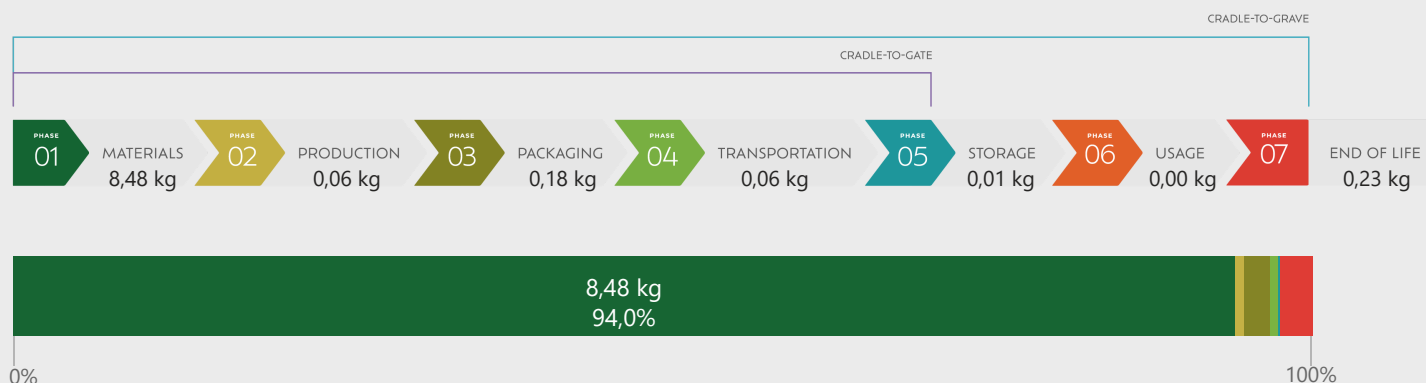 CRADLE-TO-GRAVE
CRADLE-TO-GATE
PHASE
01
MATERIALS
8,48 kg
PHASE
02
PRODUCTION
0,06 kg
PHASE
03
PACKAGING
0,18 kg
PHASE
04
TRANSPORTATION
0,06 kg
PHASE
05
STORAGE
0,01 kg
PHASE
06
USAGE
0,00 kg
PHASE
07
END OF LIFE
0,23 kg
8,48 kg
94,0%
0%
100%